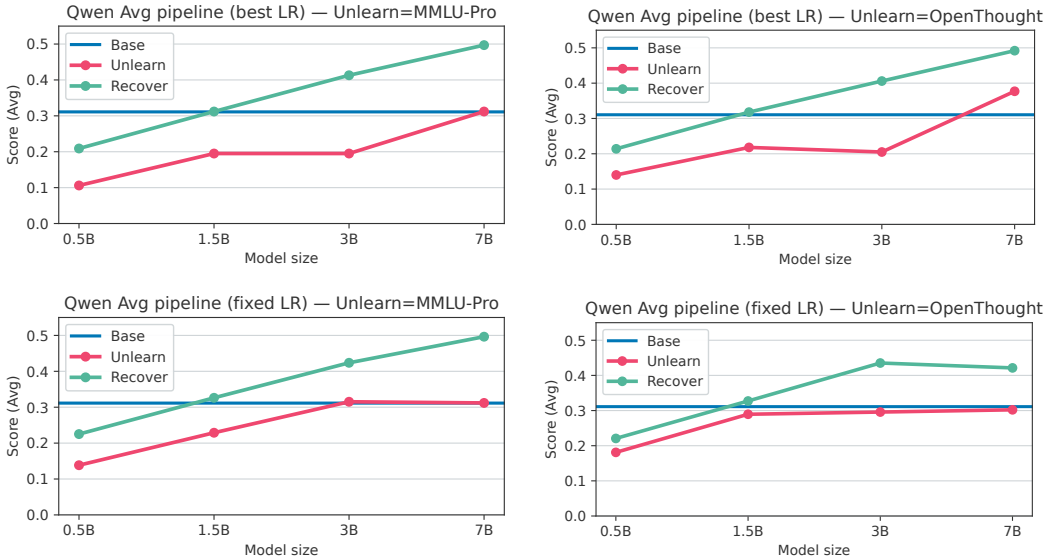 Qwen Avg pipeline (best LR) — Unlearn=MMLU-Pro
Score (Avg)
0.5
0.4
0.3
0.2
0.1
0.0
Base
Unlearn
Recover
0.5B 1.5B 3B 7B
Model size
Qwen Avg pipeline (best LR) — Unlearn=OpenThought
Score (Avg)
0.5
0.4
0.3
0.2
0.1
0.0
Base
Unlearn
Recover
0.5B 1.5B 3B 7B
Model size
Qwen Avg pipeline (fixed LR) — Unlearn=MMLU-Pro
Score (Avg)
0.5
0.4
0.3
0.2
0.1
0.0
Base
Unlearn
Recover
0.5B 1.5B 3B 7B
Model size
Qwen Avg pipeline (fixed LR) — Unlearn=OpenThought
Score (Avg)
0.5
0.4
0.3
0.2
0.1
0.0
Base
Unlearn
Recover
0.5B 1.5B 3B 7B
Model size